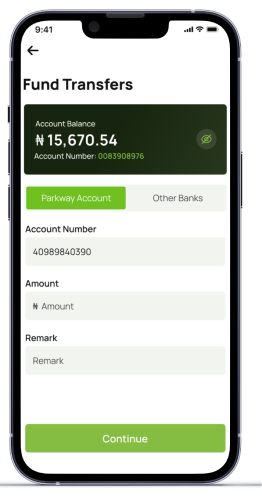 9:41
Fund Transfers
Account Balance
₦ 15,670.54
Account Number: 0083908976
Parkway Account
Other Banks
Account Number
40989840390
Amount
₦ Amount
Remark
Remark
Continue